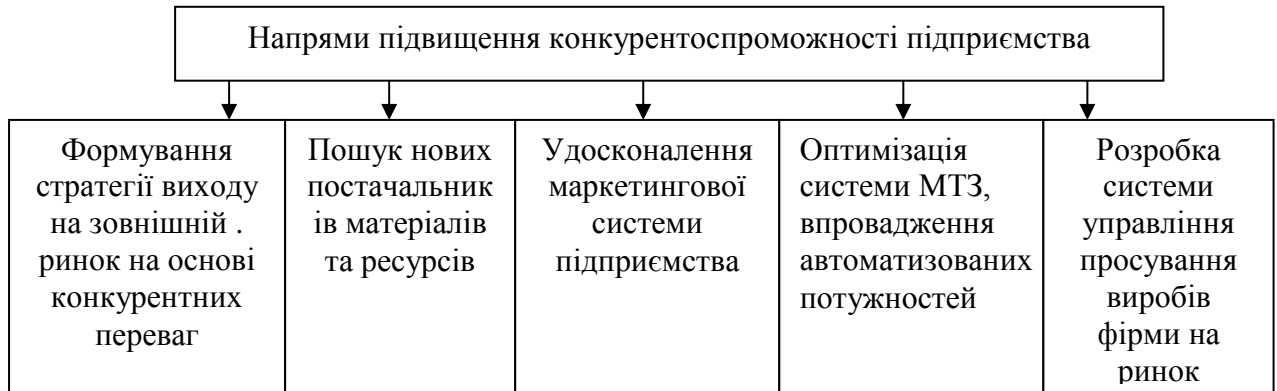 Напрями підвищення конкурентоспроможності підприємства
Формування
стратегії виходу
на зовнішній .
ринок на основі
конкурентних
переваг
Пошук нових
постачальник
ів матеріалів
та ресурсів
Удосконалення
маркетингової
системи
підприємства
Оптимізація
системи МТЗ,
впровадження
автоматизованих
потужностей
Розробка
системи
управління
просування
виробів
фірми на
ринок